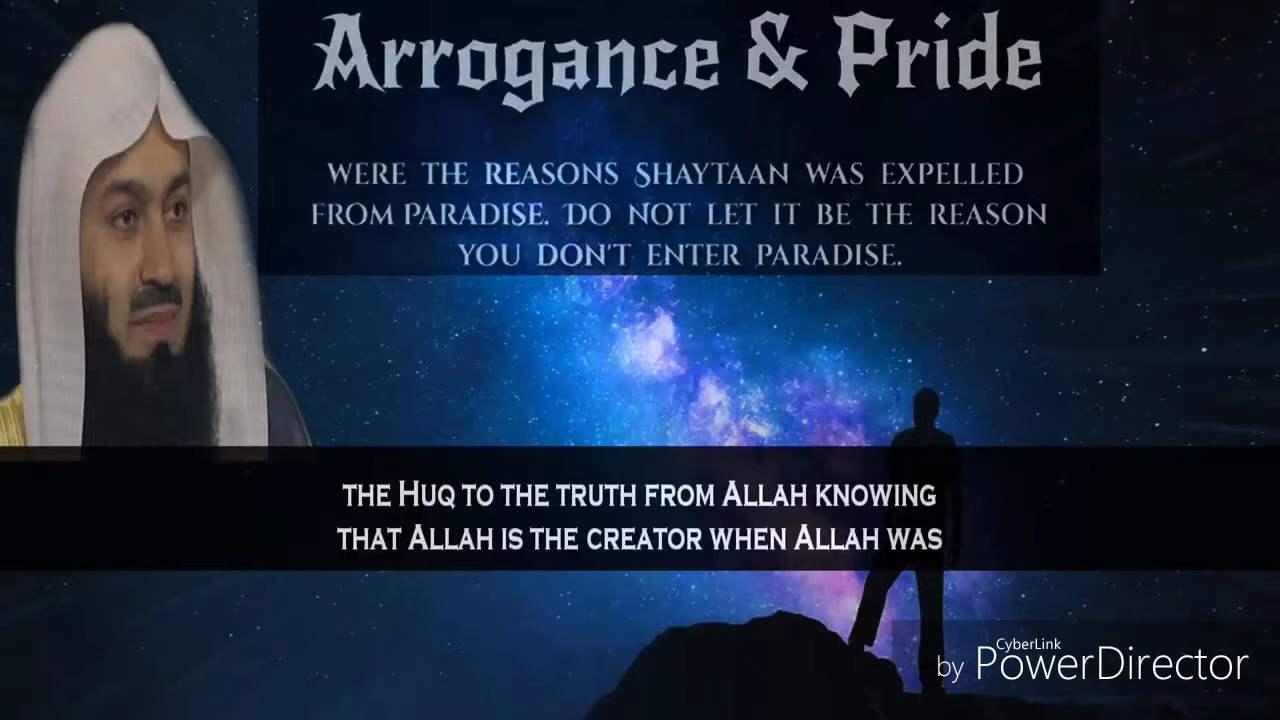 Arrogance & Pride
WERE THE REASONS SHAYTAAN WAS EXPELLED
FROM PARADISE. DO NOT LET IT BE THE REASON
YOU DON'T ENTER PARADISE.
THE HUQ TO THE TRUTH FROM ALLAH KNOWING
THAT ALLAH IS THE CREATOR WHEN ALLAH WAS
CyberLink
by PowerDirector